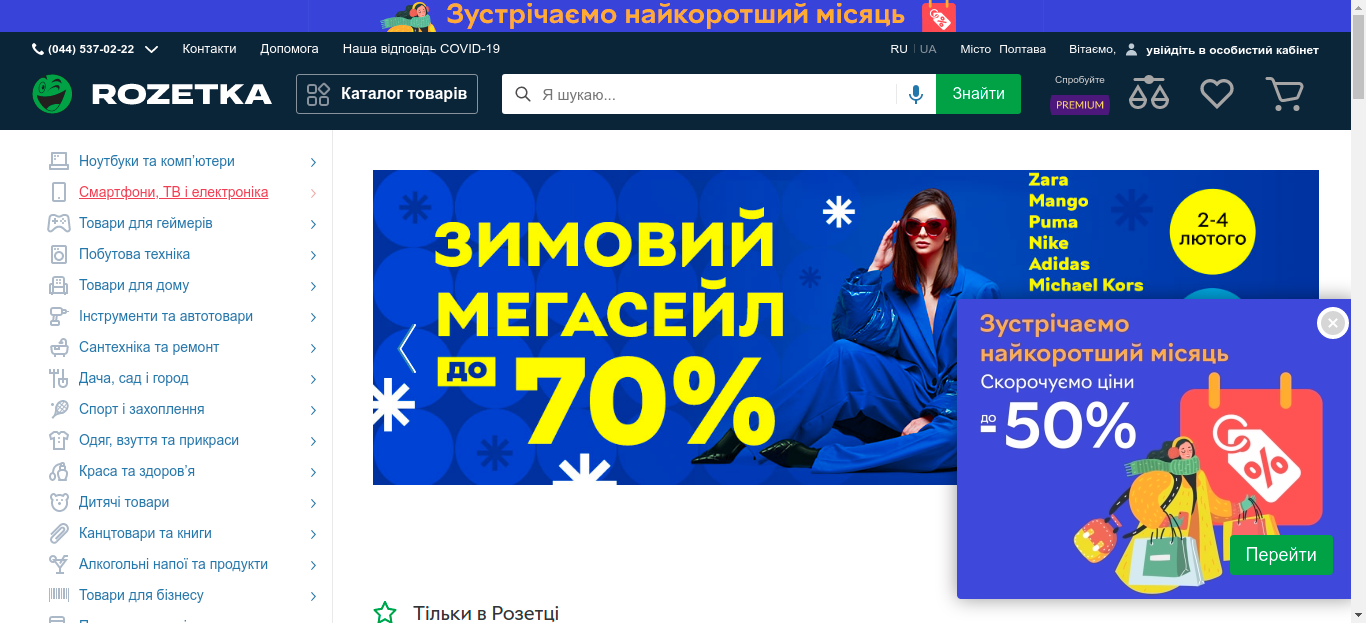 Зустрічаємо найкоротший місяць
(044) 537-02-22
Контакти
Допомога
Наша відповідь COVID-19
RU | UA
Місто Полтава
Вітаємо, увійдіть в особистий кабінет
ROZETKA
Каталог товарів
Я шукаю...
Знайти
Спробуйте
PREMIUM
Ноутбуки та комп'ютери
Смартфони, ТВ і електроніка
Товари для геймерів
Побутова техніка
Товари для дому
Інструменти та автотовари
Сантехніка та ремонт
Дача, сад і город
Спорт і захоплення
Одяг, взуття та прикраси
Краса та здоров'я
Дитячі товари
Канцтовари та книги
Алкогольні напої та продукти
Товари для бізнесу
ЗИМОВИЙ
МЕГАСЕЙЛ
ДО 70%
Zara
Mango
Puma
Nike
Adidas
Michael Kors
2-4
ЛЮТОГО
Зустрічаємо
найкоротший місяць
Скорочуємо ціни
до -50%
%
Перейти
Тільки в Розетці